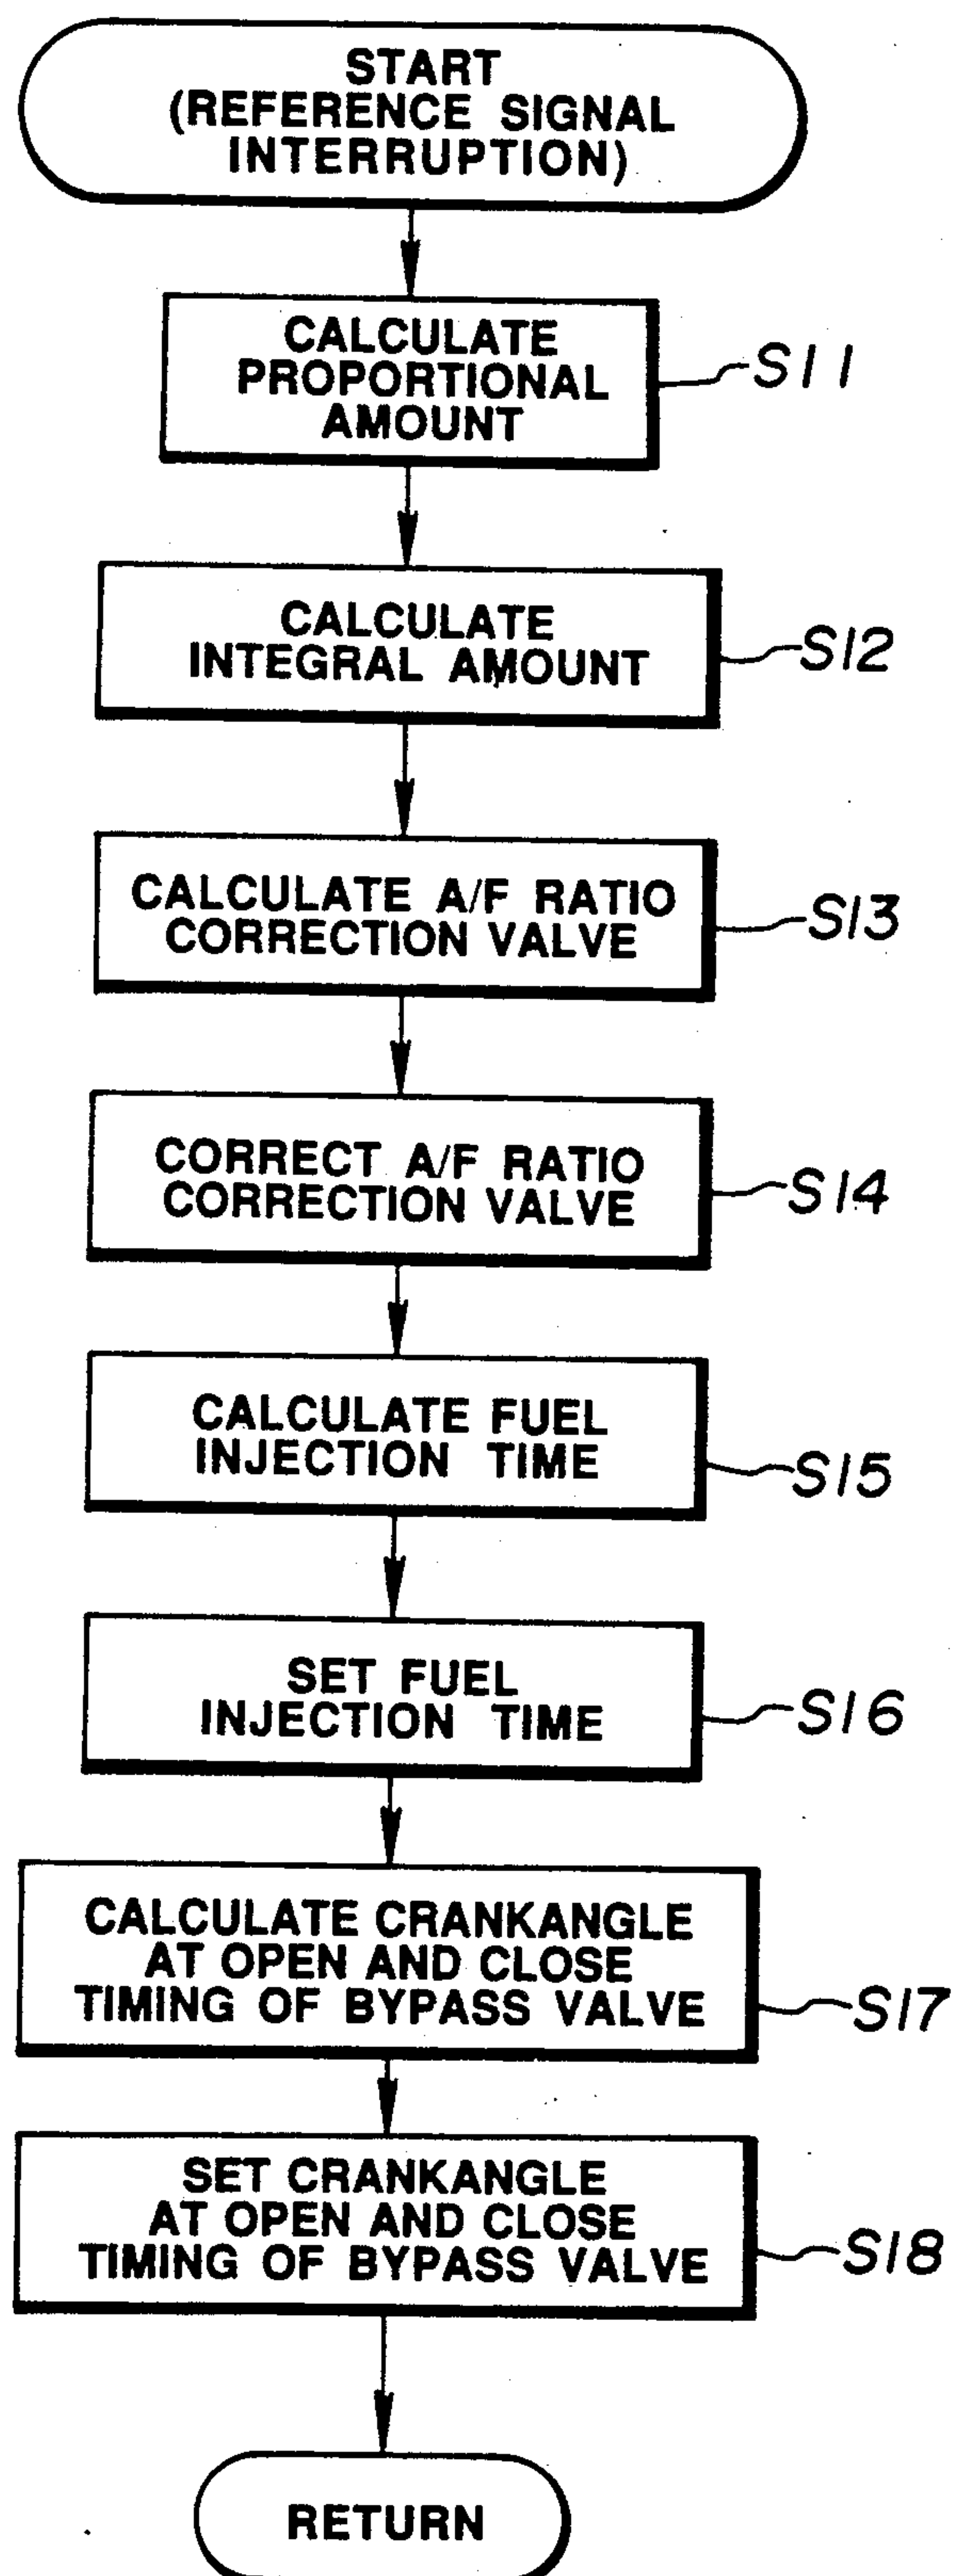 START
(REFERENCE SIGNAL
INTERRUPTION)
CALCULATE
PROPORTIONAL
AMOUNT
S11
CALCULATE
INTEGRAL AMOUNT
S12
CALCULATE A/F RATIO
CORRECTION VALVE
S13
CORRECT A/F RATIO
CORRECTION VALVE
S14
CALCULATE FUEL
INJECTION TIME
S15
SET FUEL
INJECTION TIME
S16
CALCULATE CRANKANGLE
AT OPEN AND CLOSE
TIMING OF BYPASS VALVE
S17
SET CRANKANGLE
AT OPEN AND CLOSE
TIMING OF BYPASS VALVE
S18
RETURN